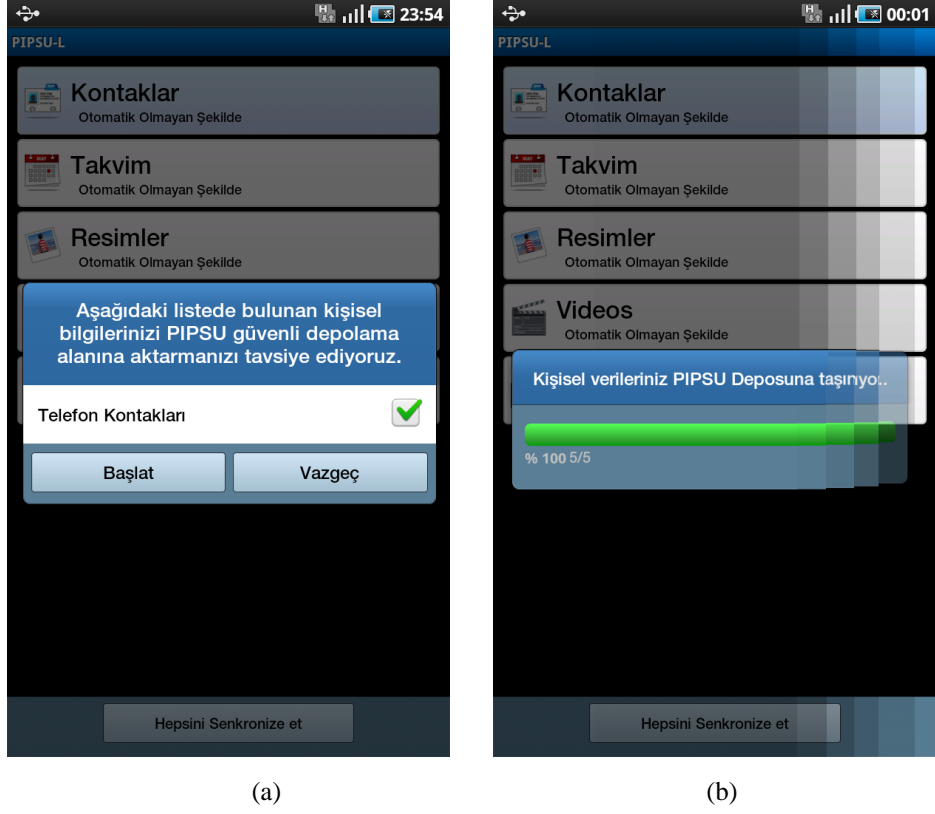 23:54
PIPSU-L
Kontaklar
Otomatik Olmayan Şekilde
Takvim
Otomatik Olmayan Şekilde
Resimler
Otomatik Olmayan Şekilde
Aşağıdaki listede bulunan kişisel
bilgilerinizi PIPSU güvenli depolama
alanına aktarmanızı tavsiye ediyoruz.
Telefon Kontakları
Başlat Vazgeç
Hepsini Senkronize et
(a)
00:01
PIPSU-L
Kontaklar
Otomatik Olmayan Şekilde
Takvim
Otomatik Olmayan Şekilde
Resimler
Otomatik Olmayan Şekilde
Videos
Otomatik Olmayan Şekilde
Kişisel verileriniz PIPSU Deposuna taşınıyo..
% 100 5/5
Hepsini Senkronize et
(b)